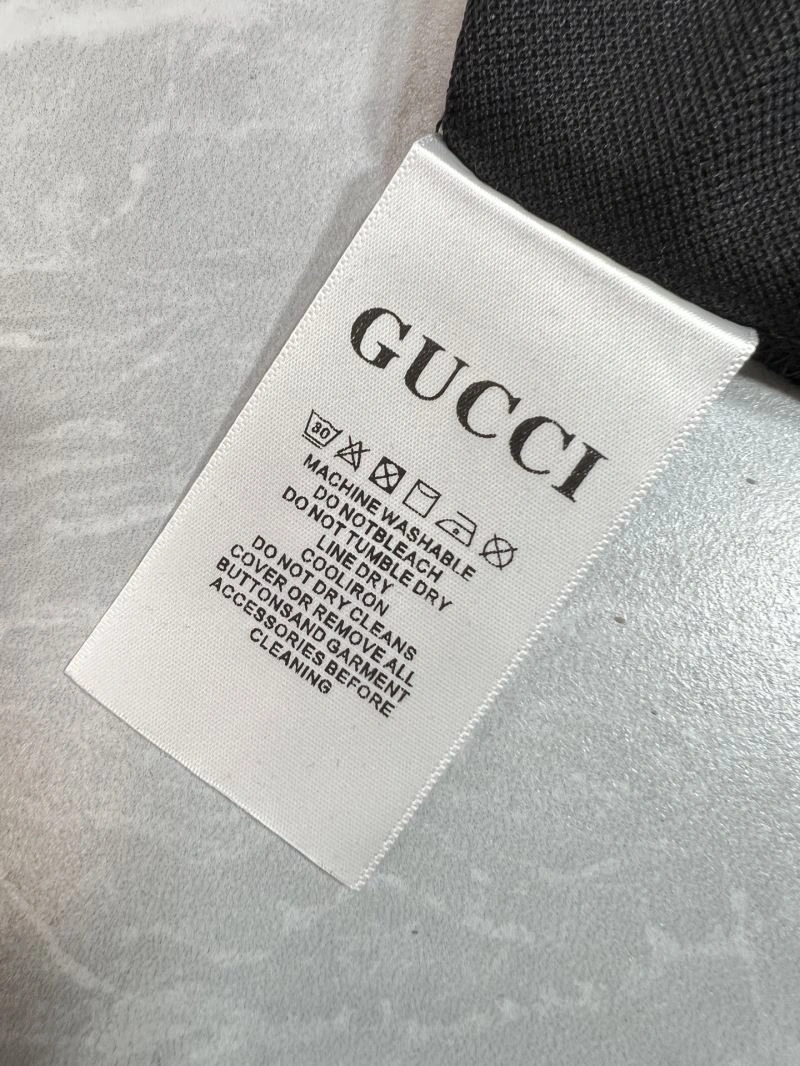 GUCCI
30
MACHINE WASHABLE
DO NOTBLEACH
DO NOT TUMBLE DRY
LINE DRY
COOLIRON
DO NOT DRY CLEANS
COVER OR REMOVE ALL
BUTTONSAND GARMENT
ACCESSORIES BEFORE
CLEANING